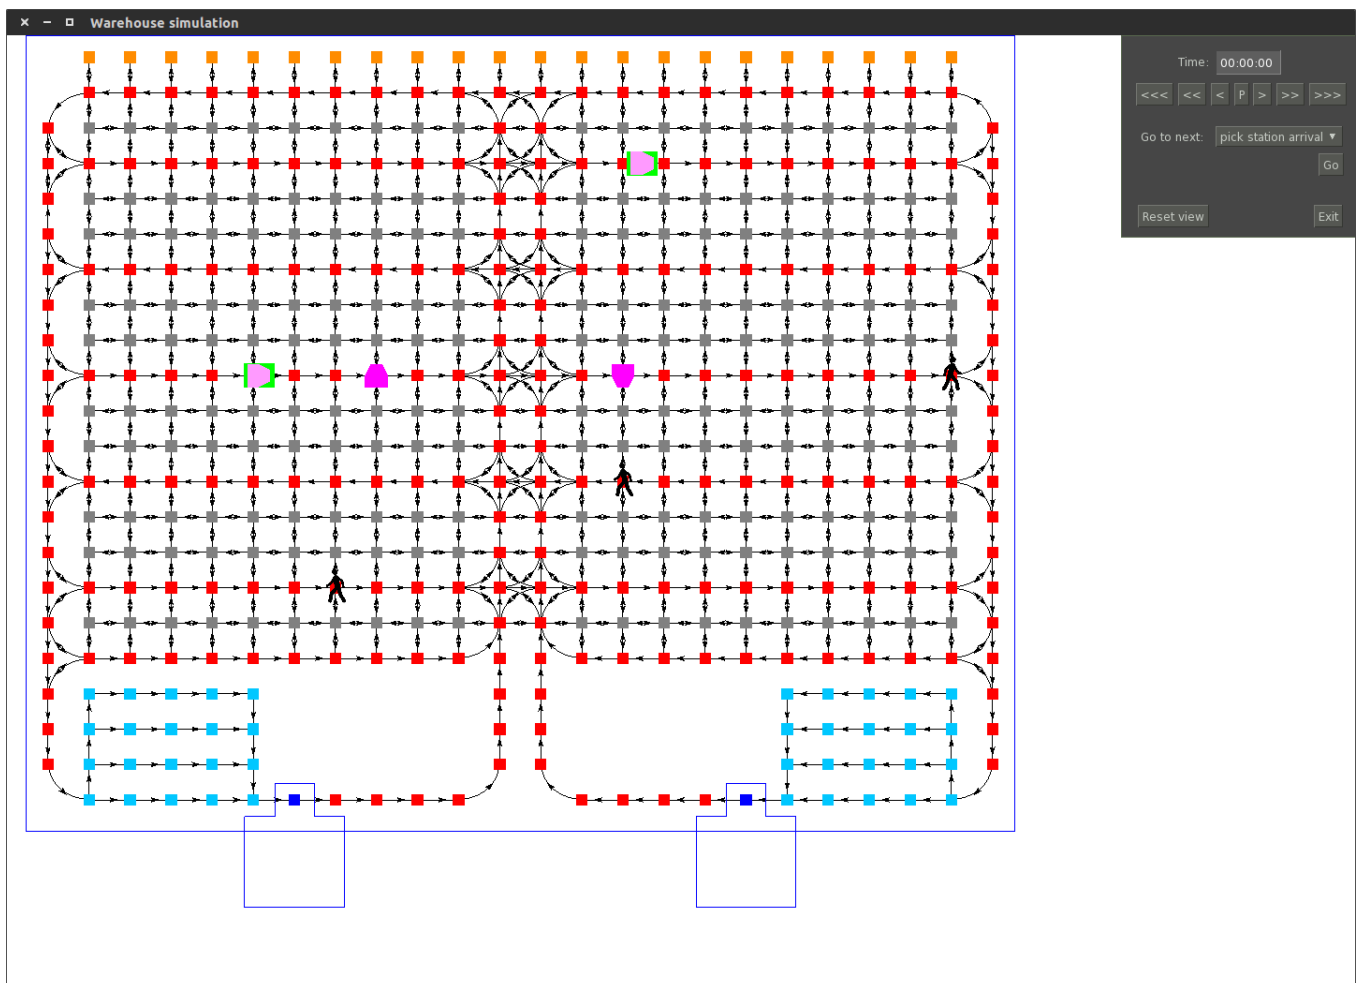 Warehouse simulation
Time: 00:00:00
<<< << < P > >> >>>
Go to next: pick station arrival
Go
Reset view Exit